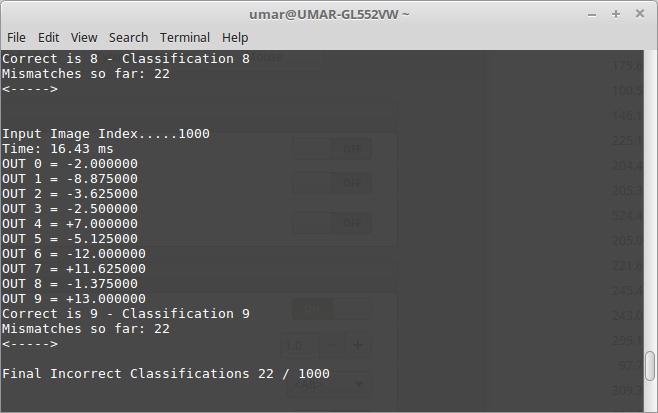 umar@UMAR-GL552VW ~
File Edit View Search Terminal Help
Correct is 8 - Classification 8
Mismatches so far: 22
<----->
Input Image Index.....1000
Time: 16.43 ms
OUT 0 = -2.000000
OUT 1 = -8.875000
OUT 2 = -3.625000
OUT 3 = -2.500000
OUT 4 = +7.000000
OUT 5 = -5.125000
OUT 6 = -12.000000
OUT 7 = +11.625000
OUT 8 = -1.375000
OUT 9 = +13.000000
Correct is 9 - Classification 9
Mismatches so far: 22
<----->
Final Incorrect Classifications 22 / 1000